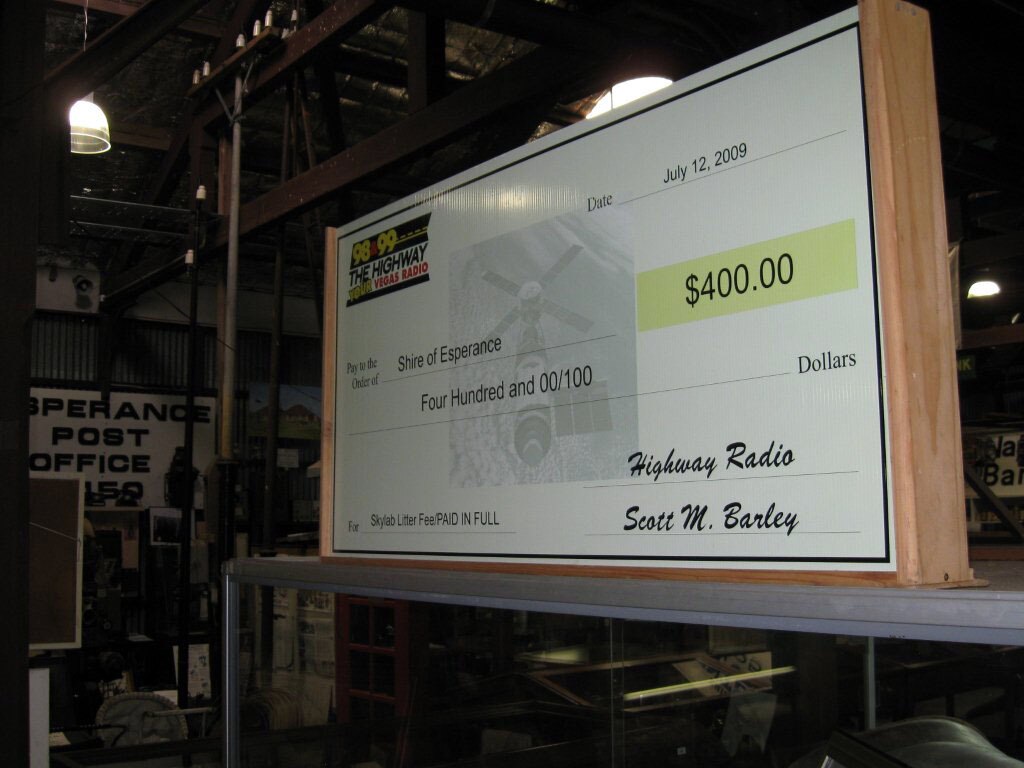 Date July 12, 2009
98 & 99
THE HIGHWAY
YOUR VEGAS RADIO
$400.00
Pay to the
Order of
Shire of Esperance
Four Hundred and 00/100
Dollars
Highway Radio
For Skylab Litter Fee/PAID IN FULL
Scott M. Barley
SPERANCE
POST
OFFICE